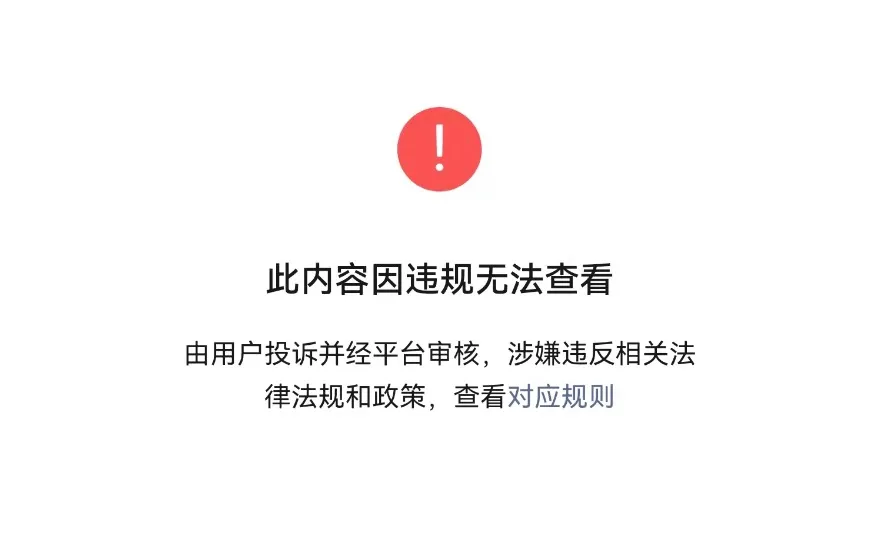 此内容因违规无法查看
由用户投诉并经平台审核，涉嫌违反相关法
律法规和政策，查看对应规则